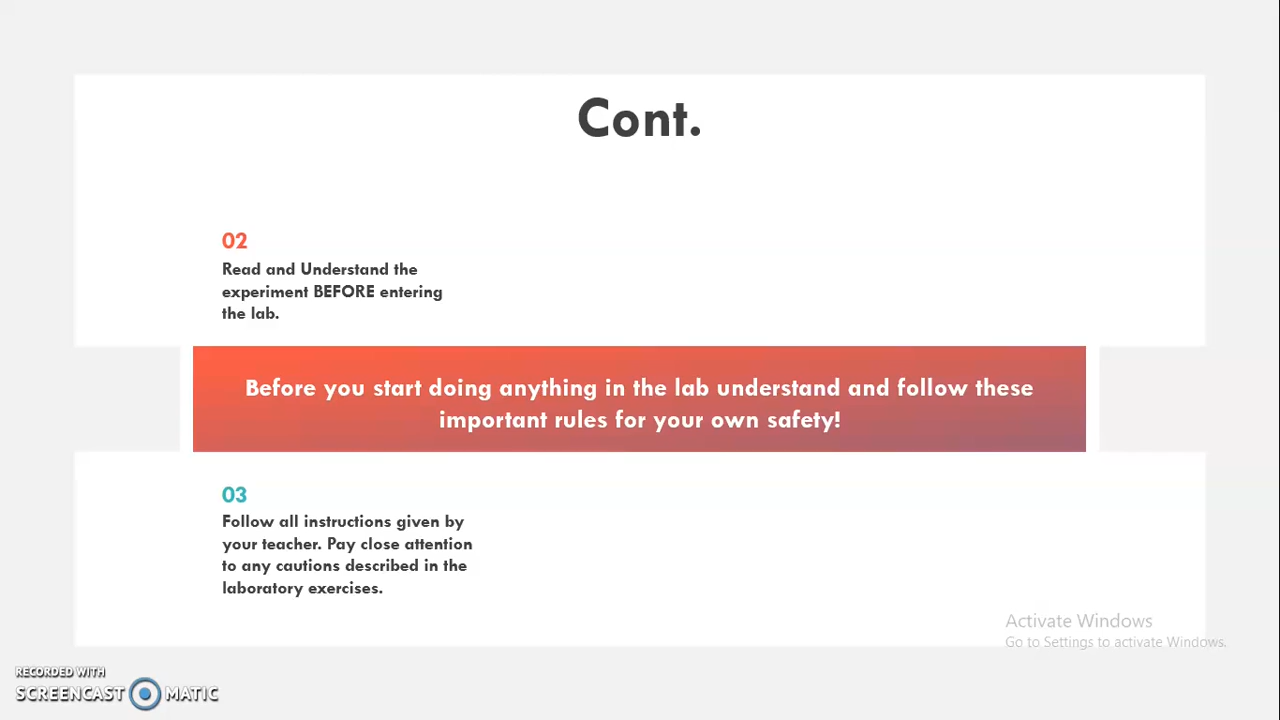 Cont.
02
Read and Understand the
experiment BEFORE entering
the lab.
Before you start doing anything in the lab understand and follow these
important rules for your own safety!
03
Follow all instructions given by
your teacher. Pay close attention
to any cautions described in the
laboratory exercises.
Activate Windows
Go to Settings to activate Windows.
RECORDED WITH
SCREENCAST MATIC